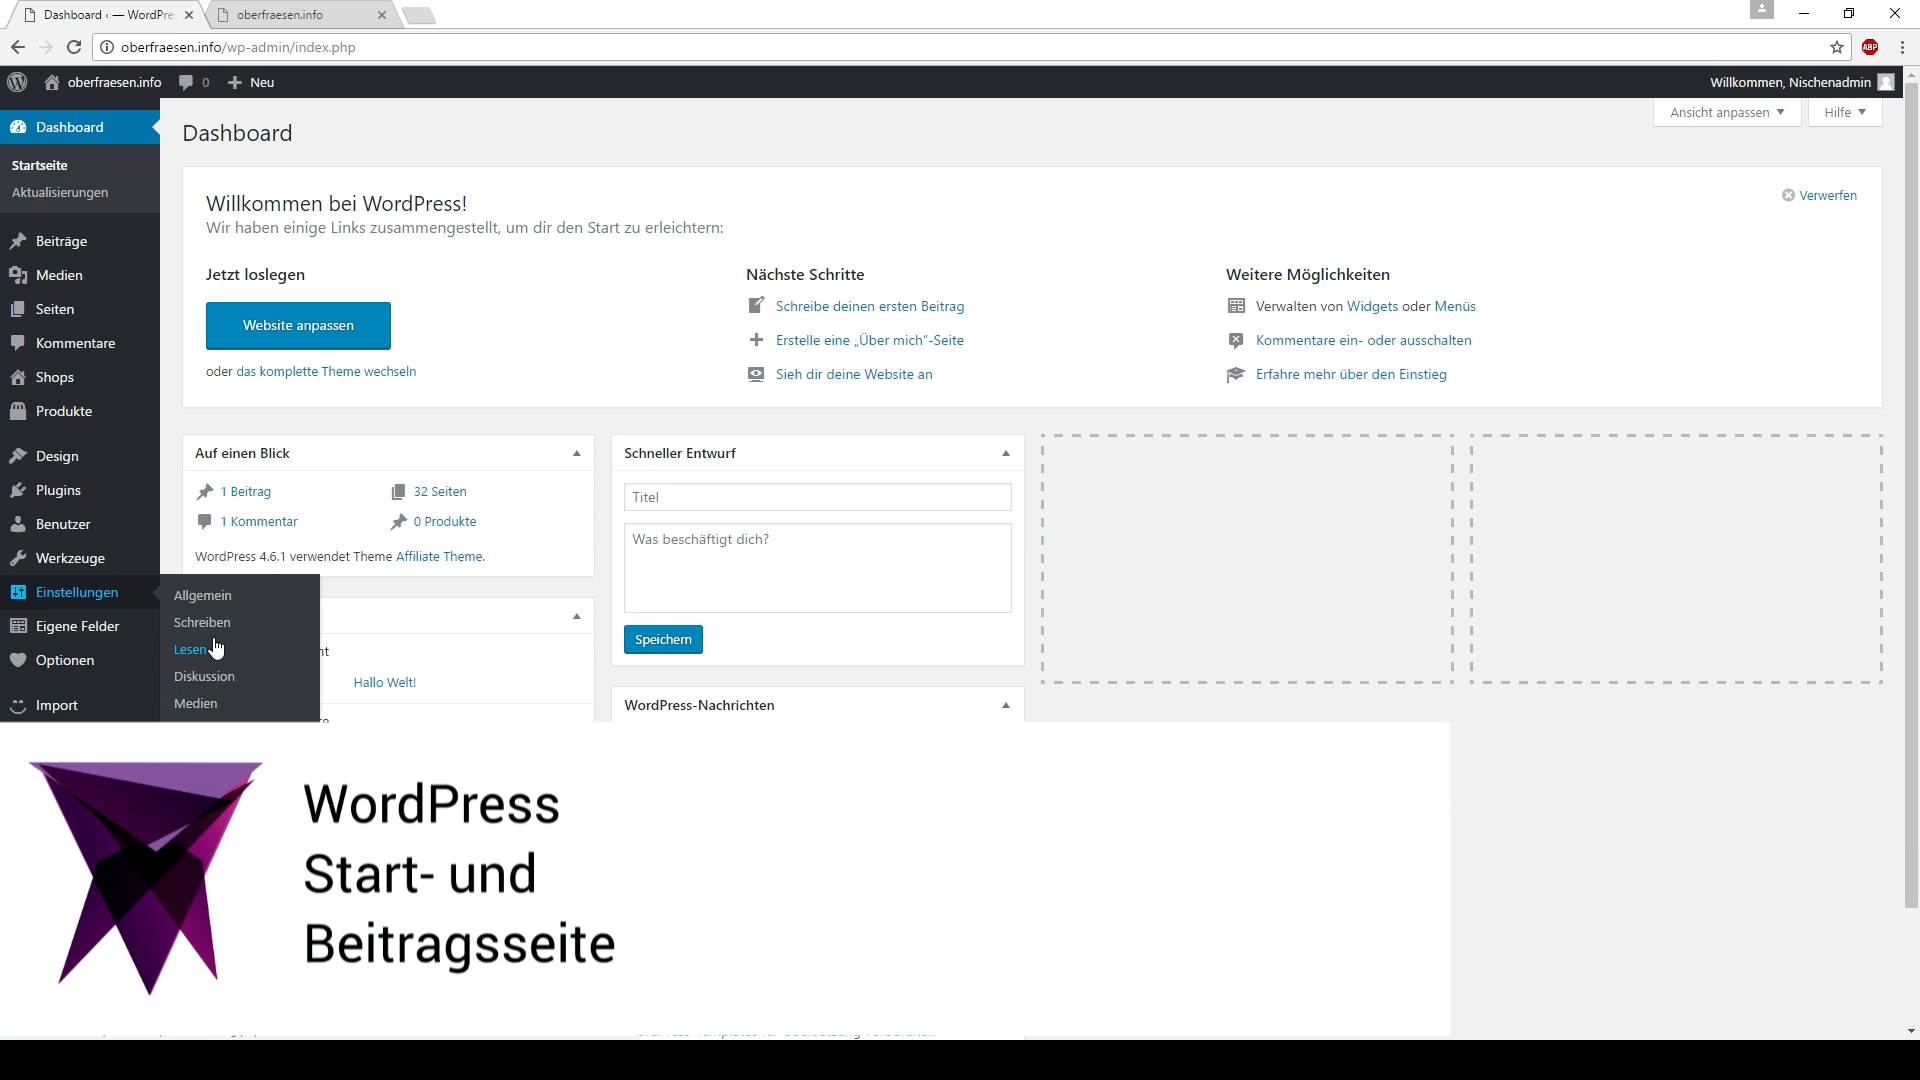 Dashboard ‹ — WordPre
oberfraesen.info
oberfraesen.info/wp-admin/index.php
ABP
oberfraesen.info
0
Neu
Willkommen, Nischenadmin
Dashboard
Startseite
Aktualisierungen
Beiträge
Medien
Seiten
Kommentare
Shops
Produkte
Design
Plugins
Benutzer
Werkzeuge
Einstellungen
Eigene Felder
Optionen
Import
Allgemein
Schreiben
Lesen
Diskussion
Medien
Dashboard
Ansicht anpassen
Hilfe
Willkommen bei WordPress!
Wir haben einige Links zusammengestellt, um dir den Start zu erleichtern:
Verwerfen
Jetzt loslegen
Website anpassen
oder das komplette Theme wechseln
Nächste Schritte
Schreibe deinen ersten Beitrag
Erstelle eine „Über mich“-Seite
Sieh dir deine Website an
Weitere Möglichkeiten
Verwalten von Widgets oder Menüs
Kommentare ein- oder ausschalten
Erfahre mehr über den Einstieg
Auf einen Blick
1 Beitrag
32 Seiten
1 Kommentar
0 Produkte
WordPress 4.6.1 verwendet Theme Affiliate Theme.
nt
Hallo Welt!
Schneller Entwurf
Titel
Was beschäftigt dich?
Speichern
WordPress-Nachrichten
WordPress
Start- und
Beitragsseite